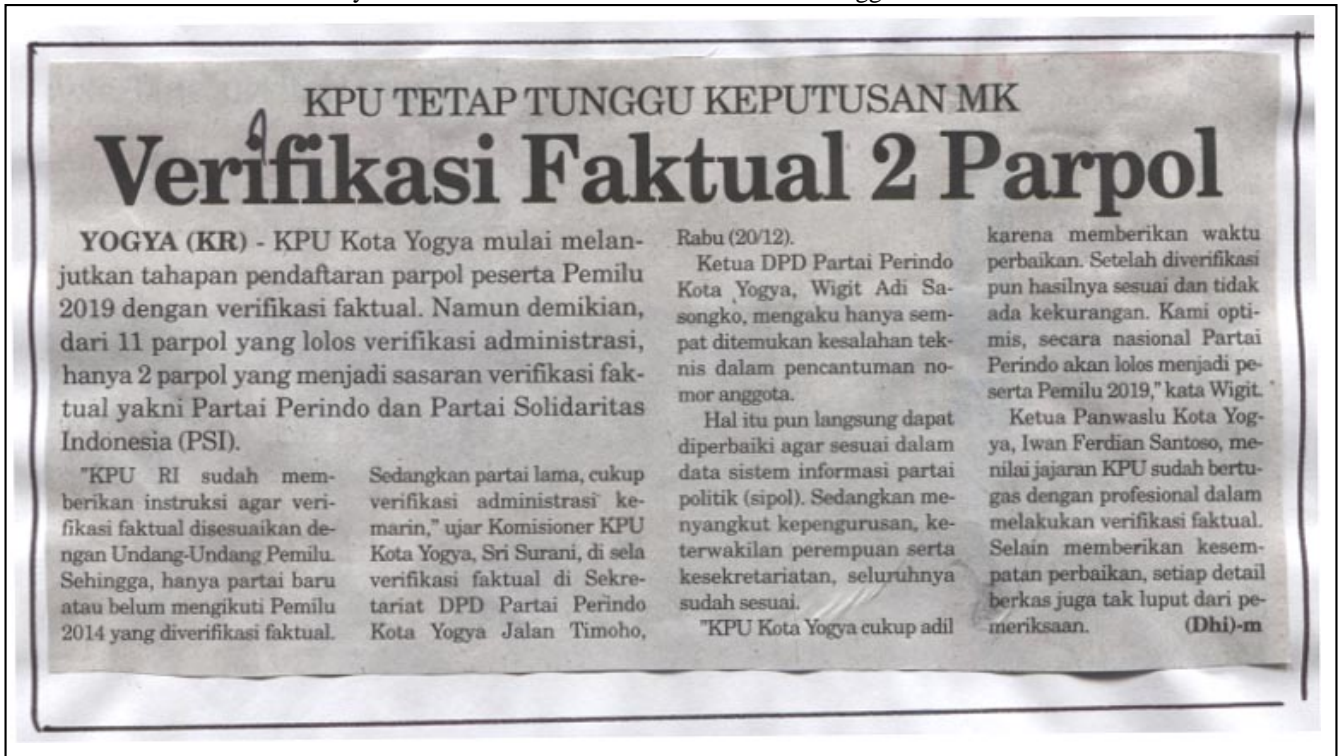 KPU TETAP TUNGGU KEPUTUSAN MK
Verifikasi Faktual 2 Parpol
YOGYA (KR) - KPU Kota Yogya mulai melan-
jutkan tahapan pendaftaran parpol peserta Pemilu
2019 dengan verifikasi faktual. Namun demikian,
dari 11 parpol yang lolos verifikasi administrasi,
hanya 2 parpol yang menjadi sasaran verifikasi fak-
tual yakni Partai Perindo dan Partai Solidaritas
Indonesia (PSI).
"KPU RI sudah mem-
berikan instruksi agar veri-
fikasi faktual disesuaikan de-
ngan Undang-Undang Pemilu.
Sehingga, hanya partai baru
atau belum mengikuti Pemilu
2014 yang diverifikasi faktual.
Sedangkan partai lama, cukup
verifikasi administrasi ke-
marin," ujar Komisioner KPU
Kota Yogya, Sri Surani, di sela
verifikasi faktual di Sekre-
tariat DPD Partai Perindo
Kota Yogya Jalan Timoho,
Rabu (20/12).
Ketua DPD Partai Perindo
Kota Yogya, Wigit Adi Sa-
songko, mengaku hanya sem-
pat ditemukan kesalahan tek-
nis dalam pencantuman no-
mor anggota.
Hal itu pun langsung dapat
diperbaiki agar sesuai dalam
data sistem informasi partai
politik (sipol). Sedangkan me-
nyangkut kepengurusan, ke-
terwakilan perempuan serta
kesekretariatan, seluruhnya
sudah sesuai.
"KPU Kota Yogya cukup adil
karena memberikan waktu
perbaikan. Setelah diverifikasi
pun hasilnya sesuai dan tidak
ada kekurangan. Kami opti-
mis, secara nasional Partai
Perindo akan lolos menjadi pe-
serta Pemilu 2019," kata Wigit.
Ketua Panwaslu Kota Yog-
ya, Iwan Ferdian Santoso, me-
nilai jajaran KPU sudah bertu-
gas dengan profesional dalam
melakukan verifikasi faktual.
Selain memberikan kesem-
patan perbaikan, setiap detail
berkas juga tak luput dari pe-
meriksaan. (Dhi)-m